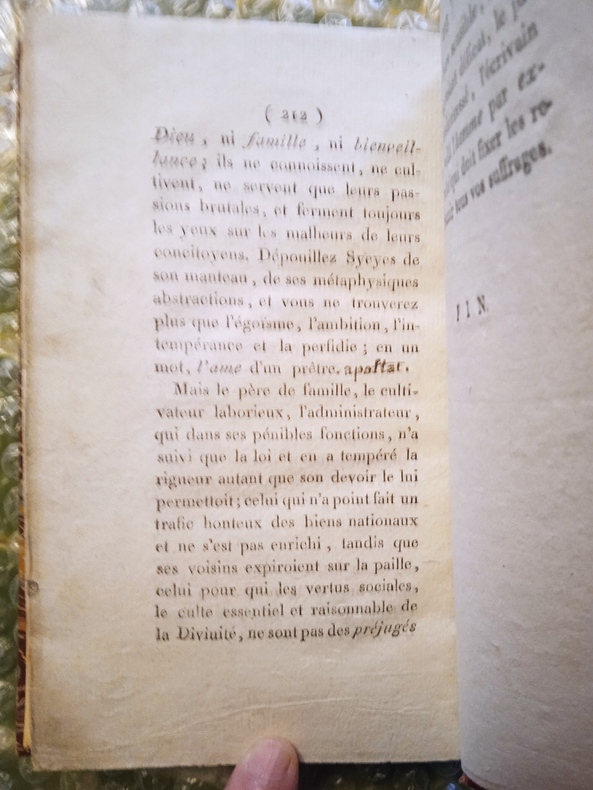 ( 212 )
Dieu, ni famille, ni bienveil-
lance; ils ne connoissent, ne cul-
tivent, ne servent que leurs pas-
sions brutales, et ferment toujours
les yeux sur les malheurs de leurs
concitoyens. Dépouillez Syeyes de
son manteau, de ses métaphysiques
abstractions, et vous ne trouverez
plus que l'égoïsme, l'ambition, l'in-
tempérance et la perfidie; en un
mot, l'ame d'un prêtre. apostat.
Mais le père de famille, le culti-
vateur laborieux, l'administrateur,
qui dans ses pénibles fonctions, n'a
suivi que la loi et en a tempéré la
rigueur autant que son devoir le lui
permettoit; celui qui n'a point fait un
trafic honteux des biens nationaux
et ne s'est pas enrichi, tandis que
ses voisins expiroient sur la paille,
celui pour qui les vertus sociales,
le culte essentiel et raisonnable de
la Divinité, ne sont pas des préjugés
difficat, le
l'écrivain
l'homme par ex-
qui doit fixer les re-
tous vos suffrages.
FIN.